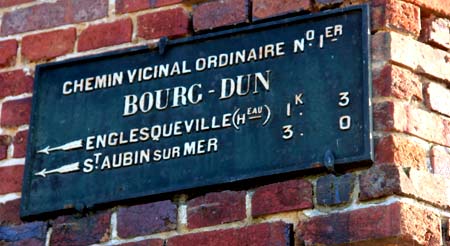 CHEMIN VICINAL ORDINAIRE No. 1ER
BOURG-DUN
ENGLESQUEVILLE (HEAU) 1K 3
ST AUBIN SUR MER 3. 0